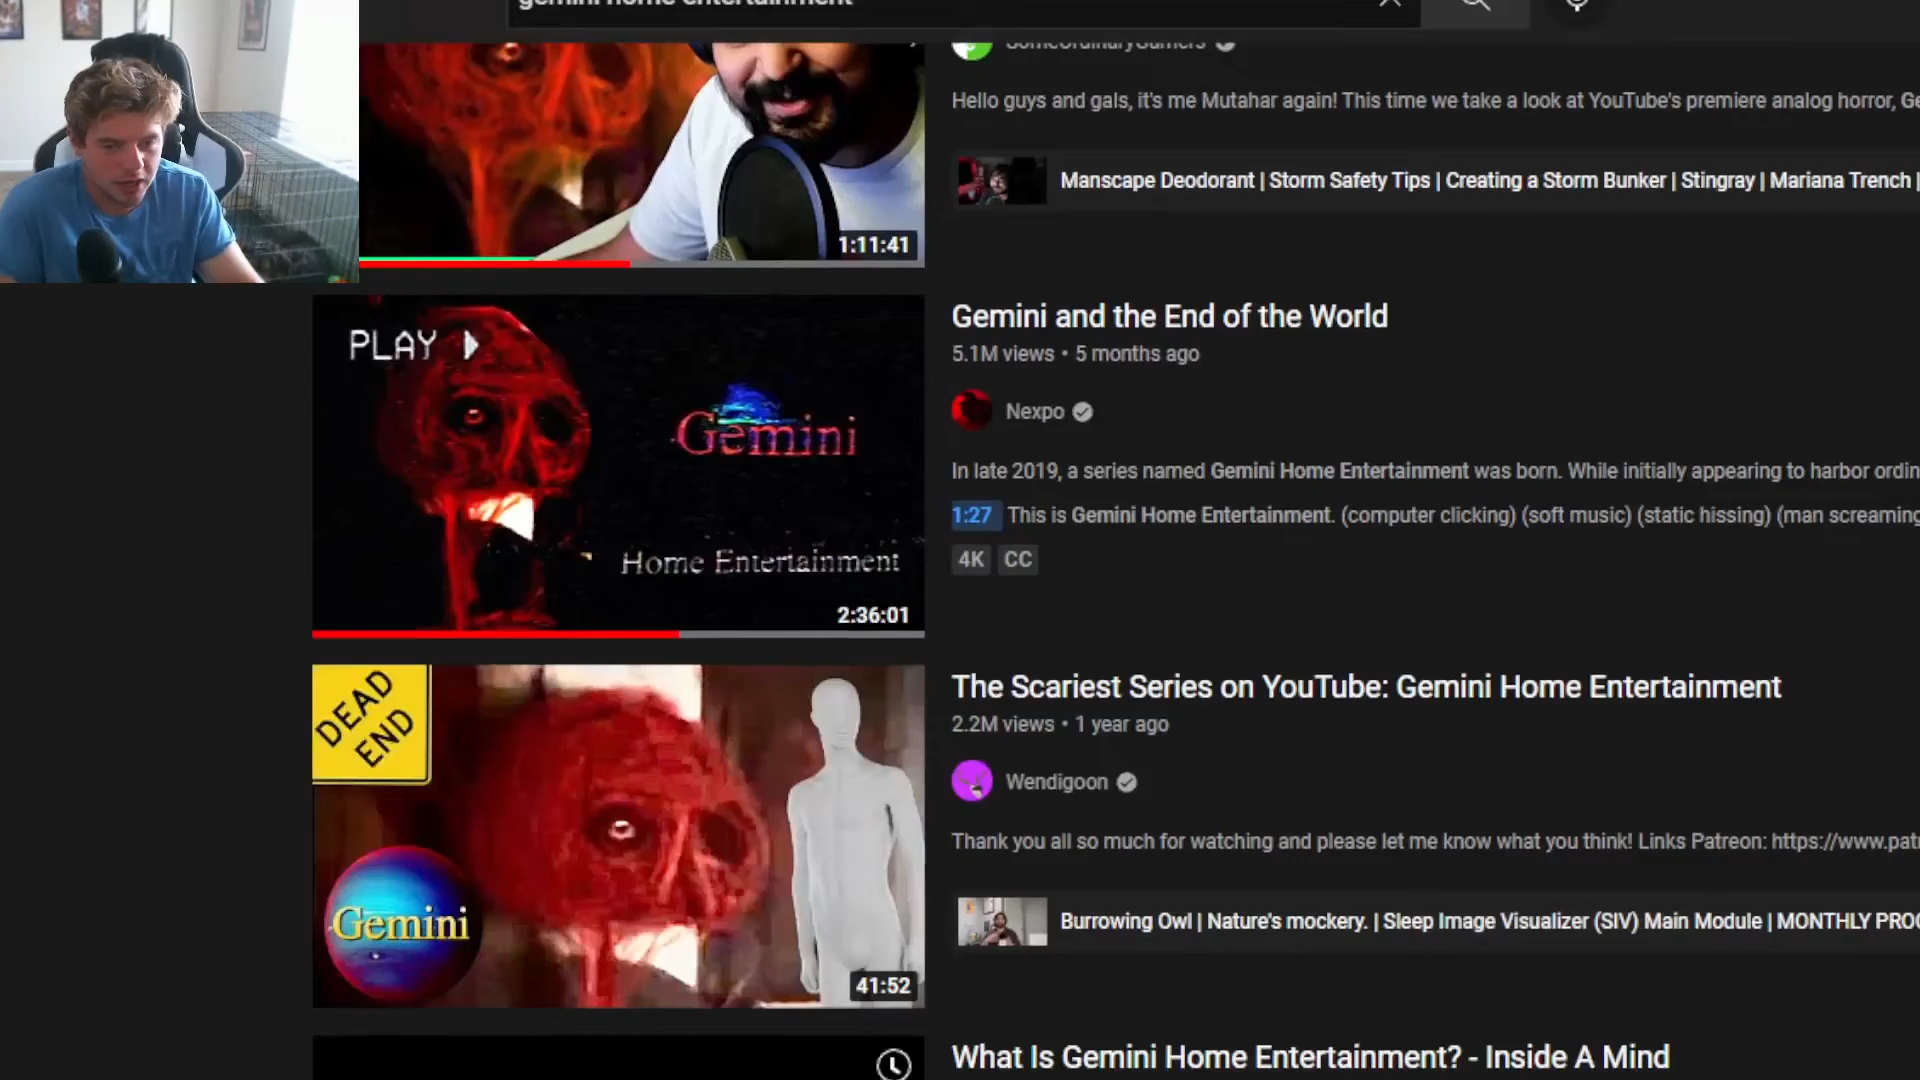 gemini home entertainment
SomeOrdinaryGamers
Hello guys and gals, it's me Mutahar again! This time we take a look at YouTube's premiere analog horror, Ge
Manscape Deodorant | Storm Safety Tips | Creating a Storm Bunker | Stingray | Mariana Trench |
1:11:41
PLAY
Gemini
Home Entertainment
2:36:01
Gemini and the End of the World
5.1M views • 5 months ago
Nexpo
In late 2019, a series named Gemini Home Entertainment was born. While initially appearing to harbor ordin
1:27 This is Gemini Home Entertainment. (computer clicking) (soft music) (static hissing) (man screaming
4K CC
DEAD
END
Gemini
41:52
The Scariest Series on YouTube: Gemini Home Entertainment
2.2M views • 1 year ago
Wendigoon
Thank you all so much for watching and please let me know what you think! Links Patreon: https://www.patr
Burrowing Owl | Nature's mockery. | Sleep Image Visualizer (SIV) Main Module | MONTHLY PROG
What Is Gemini Home Entertainment? - Inside A Mind